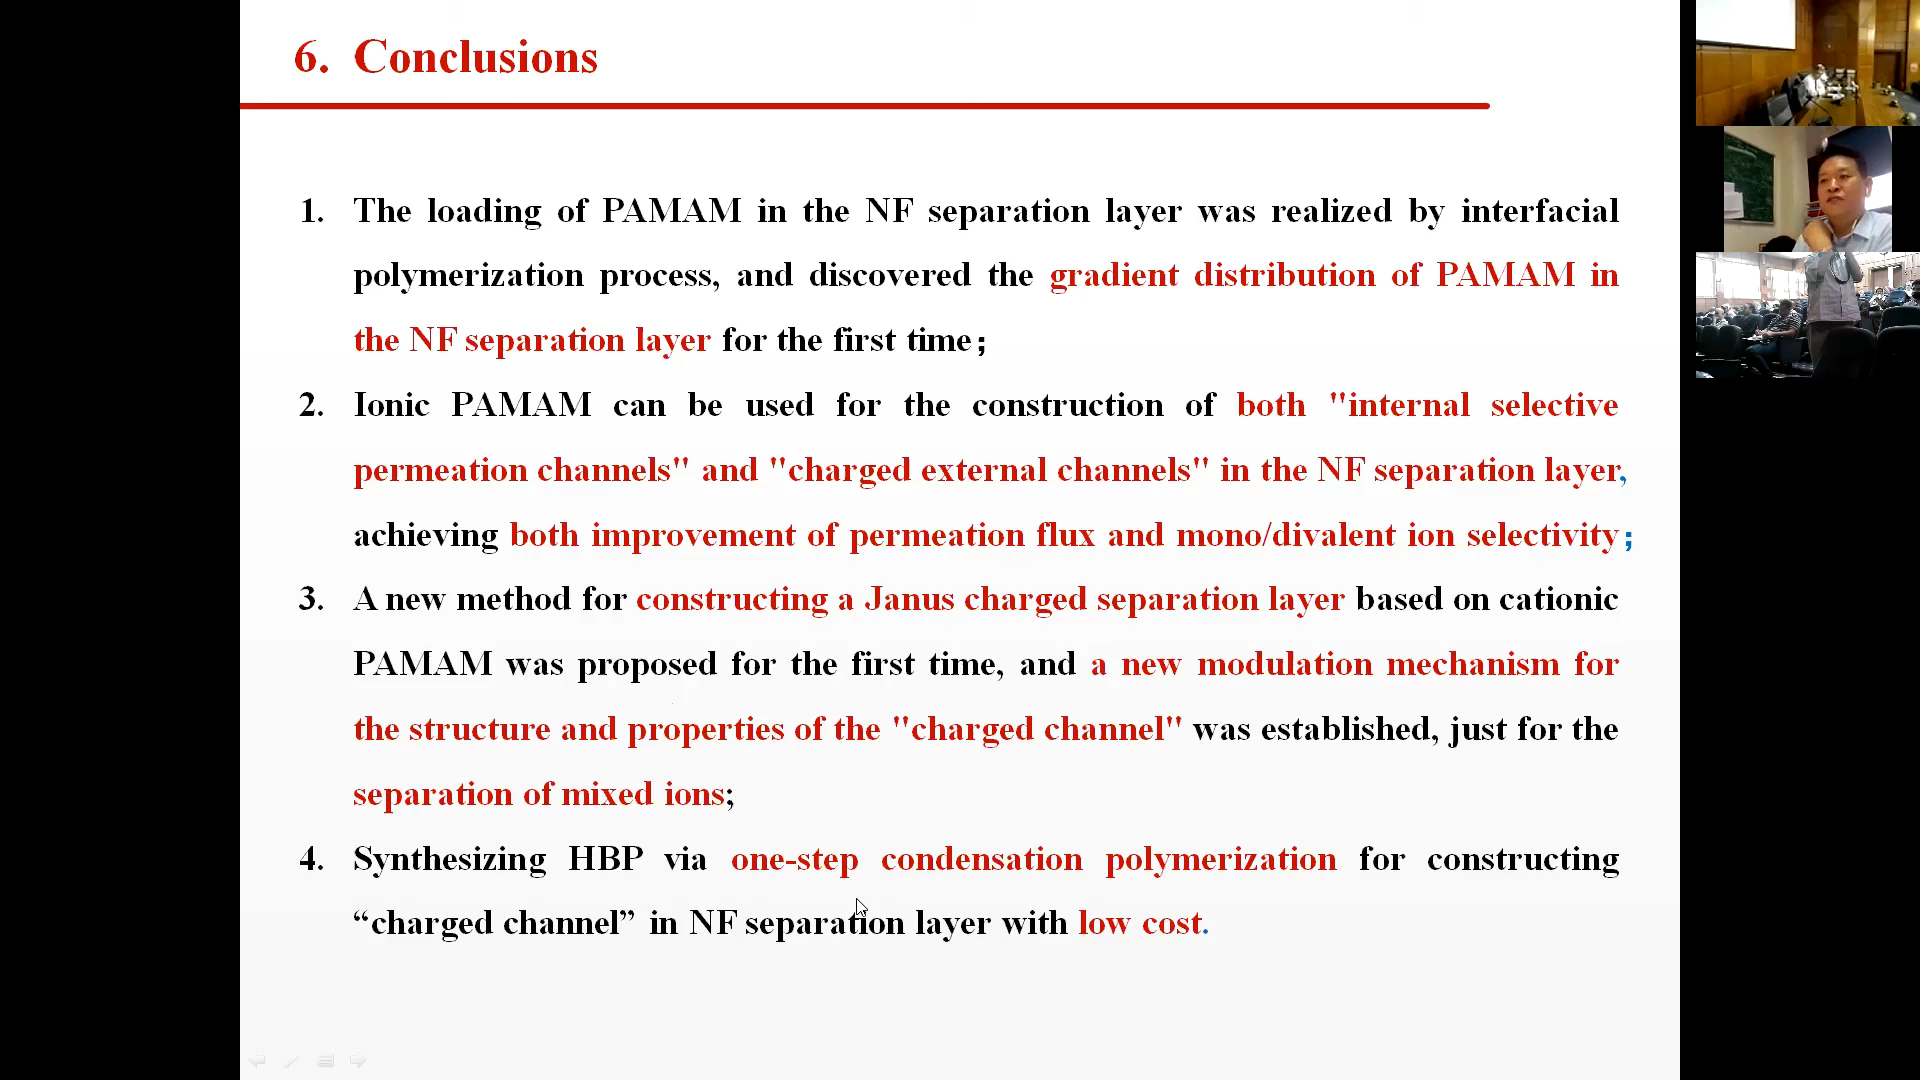 6. Conclusions
1. The loading of PAMAM in the NF separation layer was realized by interfacial
polymerization process, and discovered the gradient distribution of PAMAM in
the NF separation layer for the first time；
2. Ionic PAMAM can be used for the construction of both "internal selective
permeation channels" and "charged external channels" in the NF separation layer,
achieving both improvement of permeation flux and mono/divalent ion selectivity；
3. A new method for constructing a Janus charged separation layer based on cationic
PAMAM was proposed for the first time, and a new modulation mechanism for
the structure and properties of the "charged channel" was established, just for the
separation of mixed ions;
4. Synthesizing HBP via one-step condensation polymerization for constructing
“charged channel” in NF separation layer with low cost.